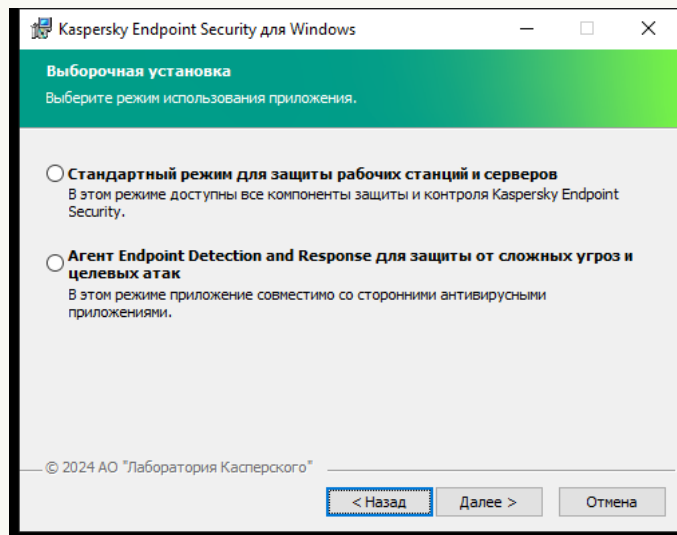 Kaspersky Endpoint Security для Windows
Выборочная установка
Выберите режим использования приложения.
Стандартный режим для защиты рабочих станций и серверов
В этом режиме доступны все компоненты защиты и контроля Kaspersky Endpoint
Security.
Агент Endpoint Detection and Response для защиты от сложных угроз и
целевых атак
В этом режиме приложение совместимо со сторонними антивирусными
приложениями.
© 2024 АО "Лаборатория Касперского"
< Назад Далее > Отмена